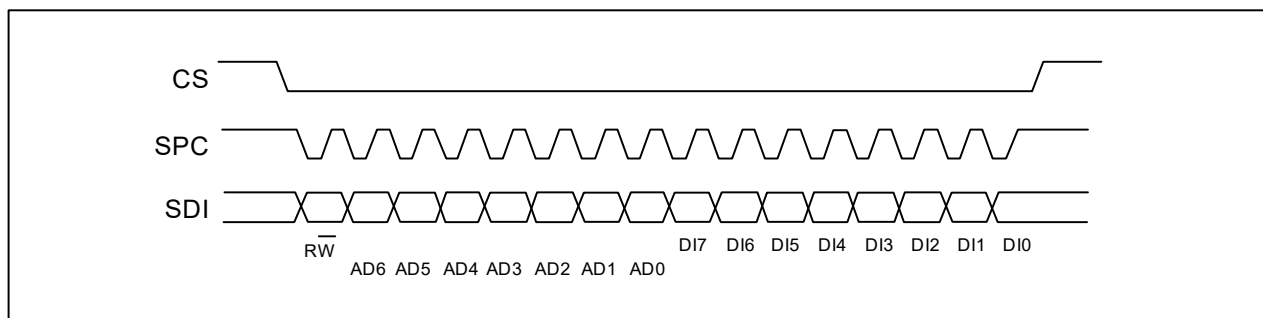 CS
SPC
SDI
RW̅ DI7 DI6 DI5 DI4 DI3 DI2 DI1 DI0
AD6 AD5 AD4 AD3 AD2 AD1 AD0